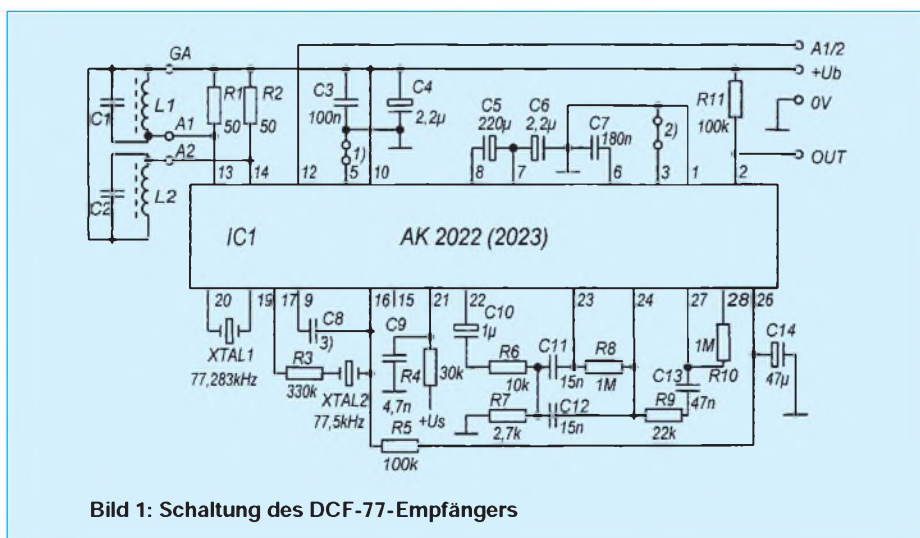 GA
A1/2
+Ub
0V
OUT
C1
L1
A1
A2
C2
L2
R1
50
R2
50
C3
100n
C4
2,2µ
1)
C5
220µ
C6
2,2µ
C7
180n
2)
R11
100k
13 14 12 5 10 8 7 6 3 1 2
IC1 AK 2022 (2023)
20 19 17 9 16 15 21 22 23 24 27 28 26
XTAL1
77,283kHz
C8
3)
R3
330k
XTAL2
77,5kHz
C9
4,7n
R4
30k
+Us
R5
100k
C10
1µ
R6
10k
C11
15n
R8
1M
R7
2,7k
C12
15n
C13
47n
R9
22k
1M
R10
C14
47µ
Bild 1: Schaltung des DCF-77-Empfängers